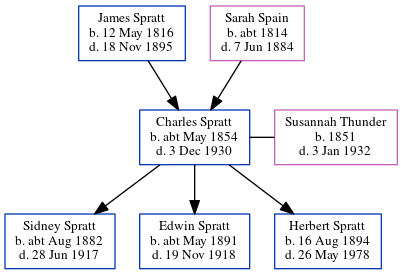 James Spratt
b. 12 May 1816
d. 18 Nov 1895
Sarah Spain
b. abt 1814
d. 7 Jun 1884
Charles Spratt
b. abt May 1854
d. 3 Dec 1930
Susannah Thunder
b. 1851
d. 3 Jan 1932
Sidney Spratt
b. abt Aug 1882
d. 28 Jun 1917
Edwin Spratt
b. abt May 1891
d. 19 Nov 1918
Herbert Spratt
b. 16 Aug 1894
d. 26 May 1978